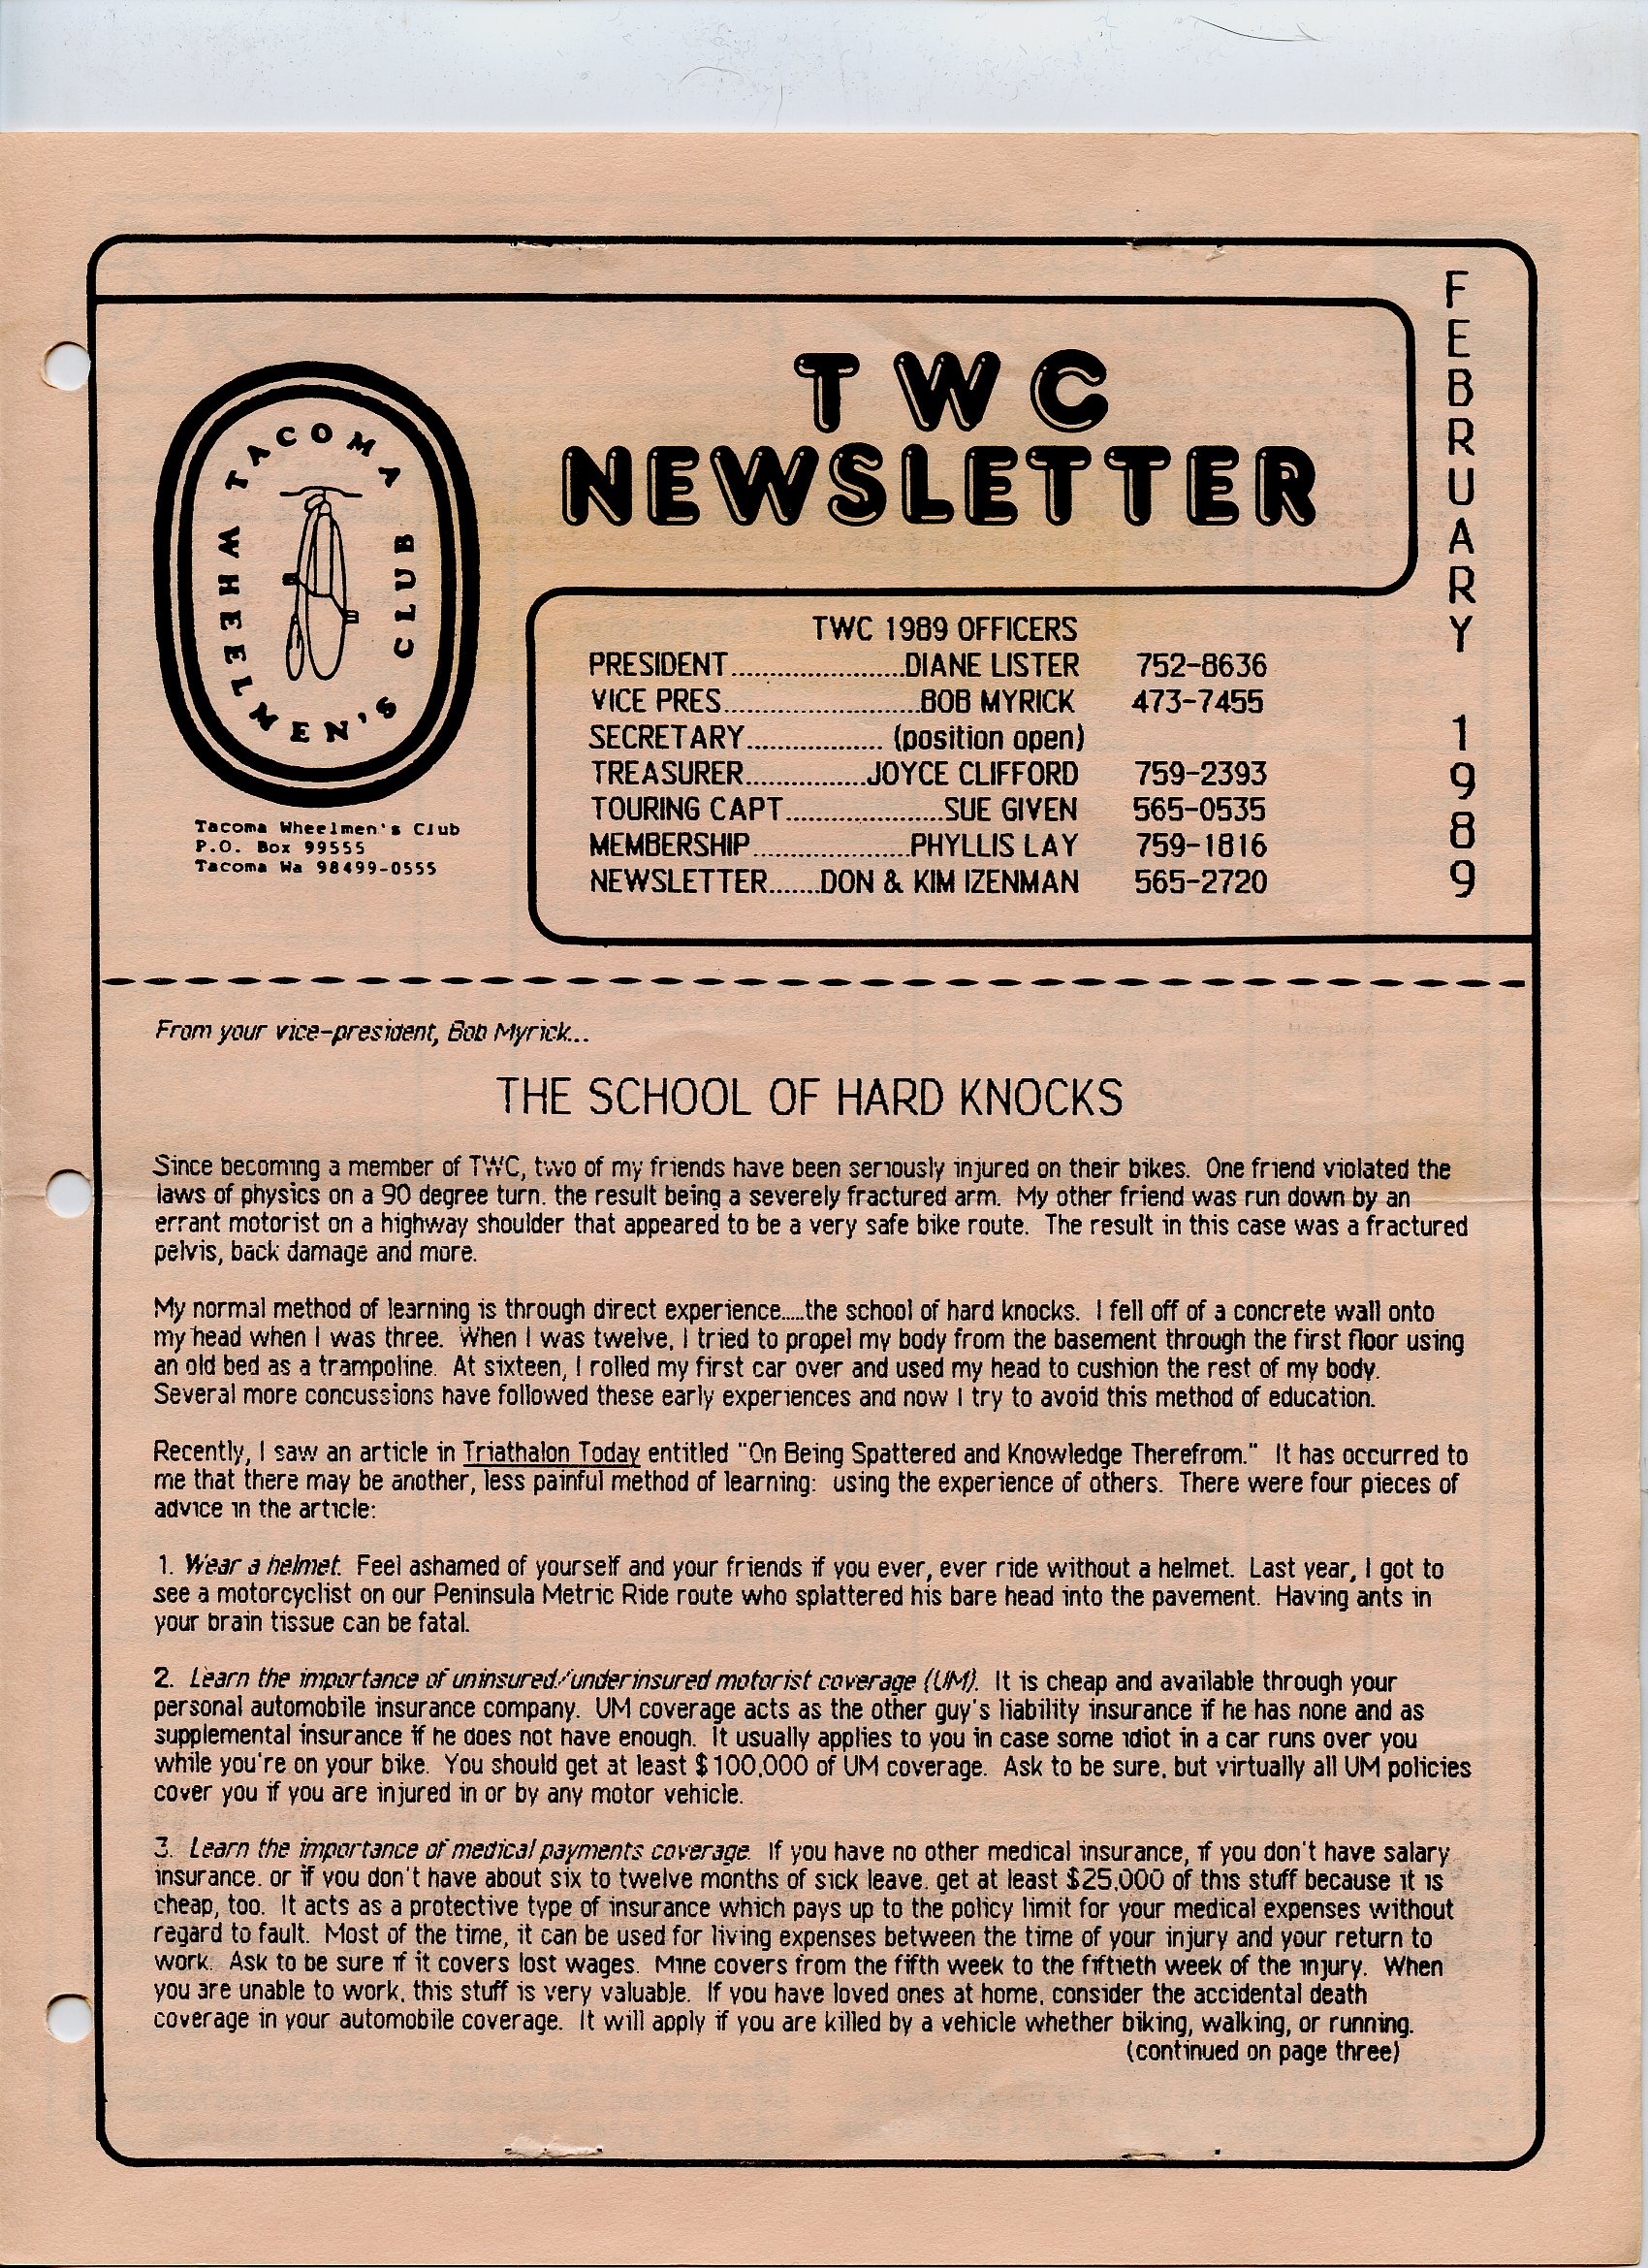 FEBRUARY 1989
TWC
NEWSLETTER
TACOMA WHEELMEN'S CLUB
Tacoma Wheelmen's Club
P.O. Box 99555
Tacoma Wa 98499-0555
TWC 1989 OFFICERS
PRESIDENT......................DIANE LISTER 752-8636
VICE PRES.........................BOB MYRICK 473-7455
SECRETARY................. (position open)
TREASURER...............JOYCE CLIFFORD 759-2393
TOURING CAPT....................SUE GIVEN 565-0535
MEMBERSHIP....................PHYLLIS LAY 759-1816
NEWSLETTER.......DON & KIM IZENMAN 565-2720
From your vice-president, Bob Myrick...
THE SCHOOL OF HARD KNOCKS
Since becoming a member of TWC, two of my friends have been seriously injured on their bikes. One friend violated the
laws of physics on a 90 degree turn, the result being a severely fractured arm. My other friend was run down by an
errant motorist on a highway shoulder that appeared to be a very safe bike route. The result in this case was a fractured
pelvis, back damage and more.
My normal method of learning is through direct experience.....the school of hard knocks. I fell off of a concrete wall onto
my head when I was three. When I was twelve, I tried to propel my body from the basement through the first floor using
an old bed as a trampoline. At sixteen, I rolled my first car over and used my head to cushion the rest of my body.
Several more concussions have followed these early experiences and now I try to avoid this method of education.
Recently, I saw an article in Triathalon Today entitled "On Being Spattered and Knowledge Therefrom." It has occurred to
me that there may be another, less painful method of learning: using the experience of others. There were four pieces of
advice in the article:
1. Wear a helmet. Feel ashamed of yourself and your friends if you ever, ever ride without a helmet. Last year, I got to
see a motorcyclist on our Peninsula Metric Ride route who splattered his bare head into the pavement. Having ants in
your brain tissue can be fatal.
2. Learn the importance of uninsured/underinsured motorist coverage (UM). It is cheap and available through your
personal automobile insurance company. UM coverage acts as the other guy's liability insurance if he has none and as
supplemental insurance if he does not have enough. It usually applies to you in case some idiot in a car runs over you
while you're on your bike. You should get at least $100,000 of UM coverage. Ask to be sure, but virtually all UM policies
cover you if you are injured in or by any motor vehicle.
3. Learn the importance of medical payments coverage. If you have no other medical insurance, if you don't have salary
insurance, or if you don't have about six to twelve months of sick leave, get at least $25,000 of this stuff because it is
cheap, too. It acts as a protective type of insurance which pays up to the policy limit for your medical expenses without
regard to fault. Most of the time, it can be used for living expenses between the time of your injury and your return to
work. Ask to be sure if it covers lost wages. Mine covers from the fifth week to the fiftieth week of the injury. When
you are unable to work, this stuff is very valuable. If you have loved ones at home, consider the accidental death
coverage in your automobile coverage. It will apply if you are killed by a vehicle whether biking, walking, or running.
(continued on page three)